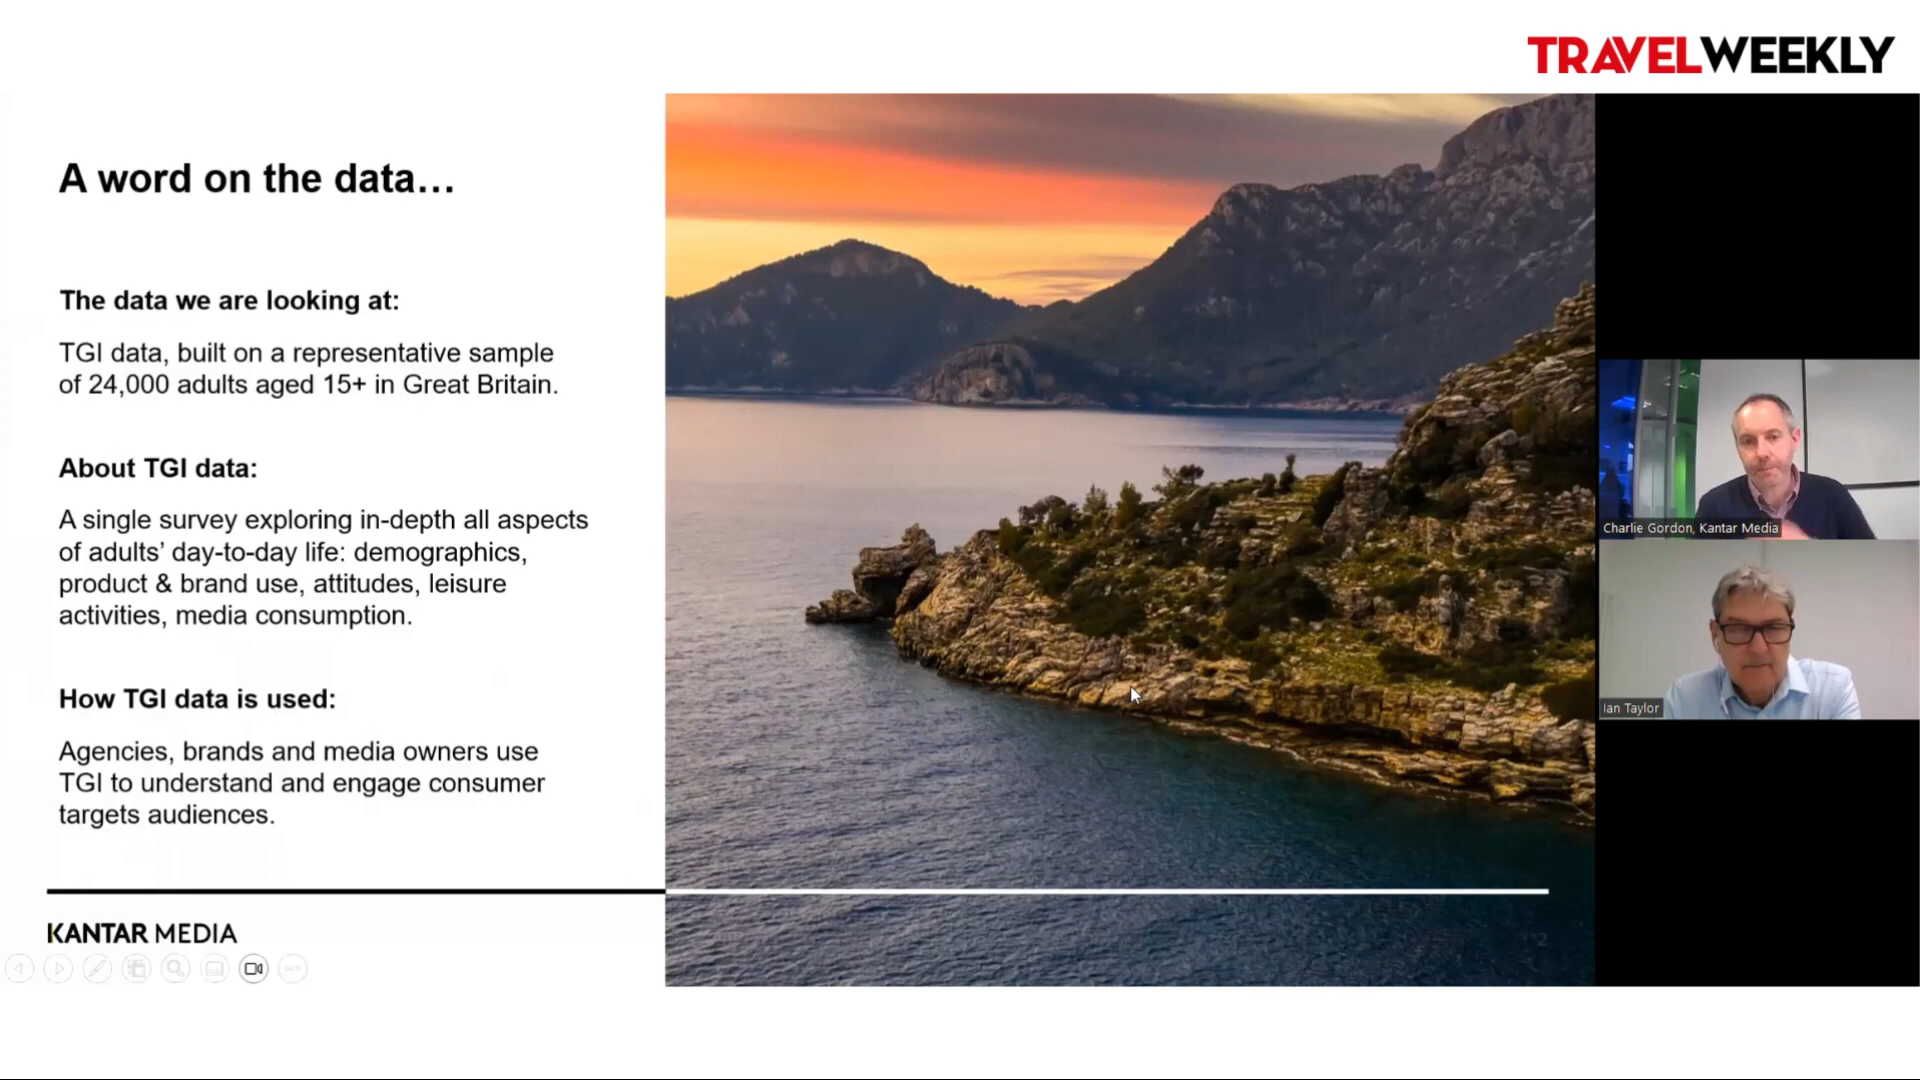 TRAVELWEEKLY
A word on the data…
The data we are looking at:
TGI data, built on a representative sample
of 24,000 adults aged 15+ in Great Britain.
About TGI data:
A single survey exploring in-depth all aspects
of adults’ day-to-day life: demographics,
product & brand use, attitudes, leisure
activities, media consumption.
How TGI data is used:
Agencies, brands and media owners use
TGI to understand and engage consumer
targets audiences.
KANTAR MEDIA
2
Charlie Gordon, Kantar Media
Ian Taylor